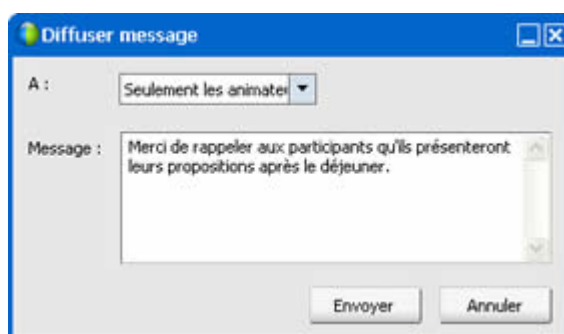 Diffuser message
A :
Seulement les animate
Message :
Merci de rappeler aux participants qu'ils présenteront
leurs propositions après le déjeuner.
Envoyer
Annuler